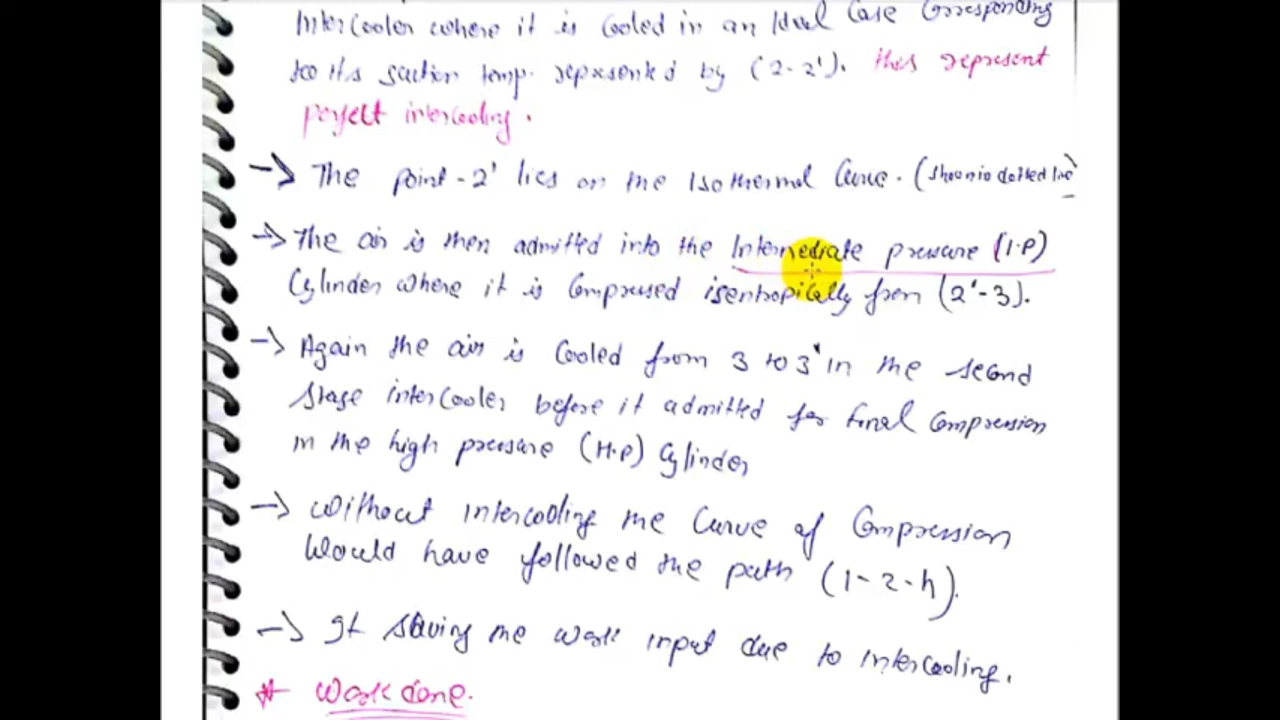 Intercooler where it is Cooled in an Ideal Case Corresponding
to its suction temp. represented by (2-2'). this represent
perfect intercooling.
→ The point-2' lies on the Isothermal Curve. (Shown in dotted line)
→ The air is then admitted into the Intermediate pressure (I.P)
Cylinder where it is Compressed isentropically from (2'-3).
→ Again the air is Cooled from 3 to 3' in the second
stage intercooler before it admitted for final Compression
in the high pressure (H.P) Cylinder
→ Without intercooling the Curve of Compression
Would have followed the path (1-2-h).
→ It saving the work input due to intercooling.
* Work done.